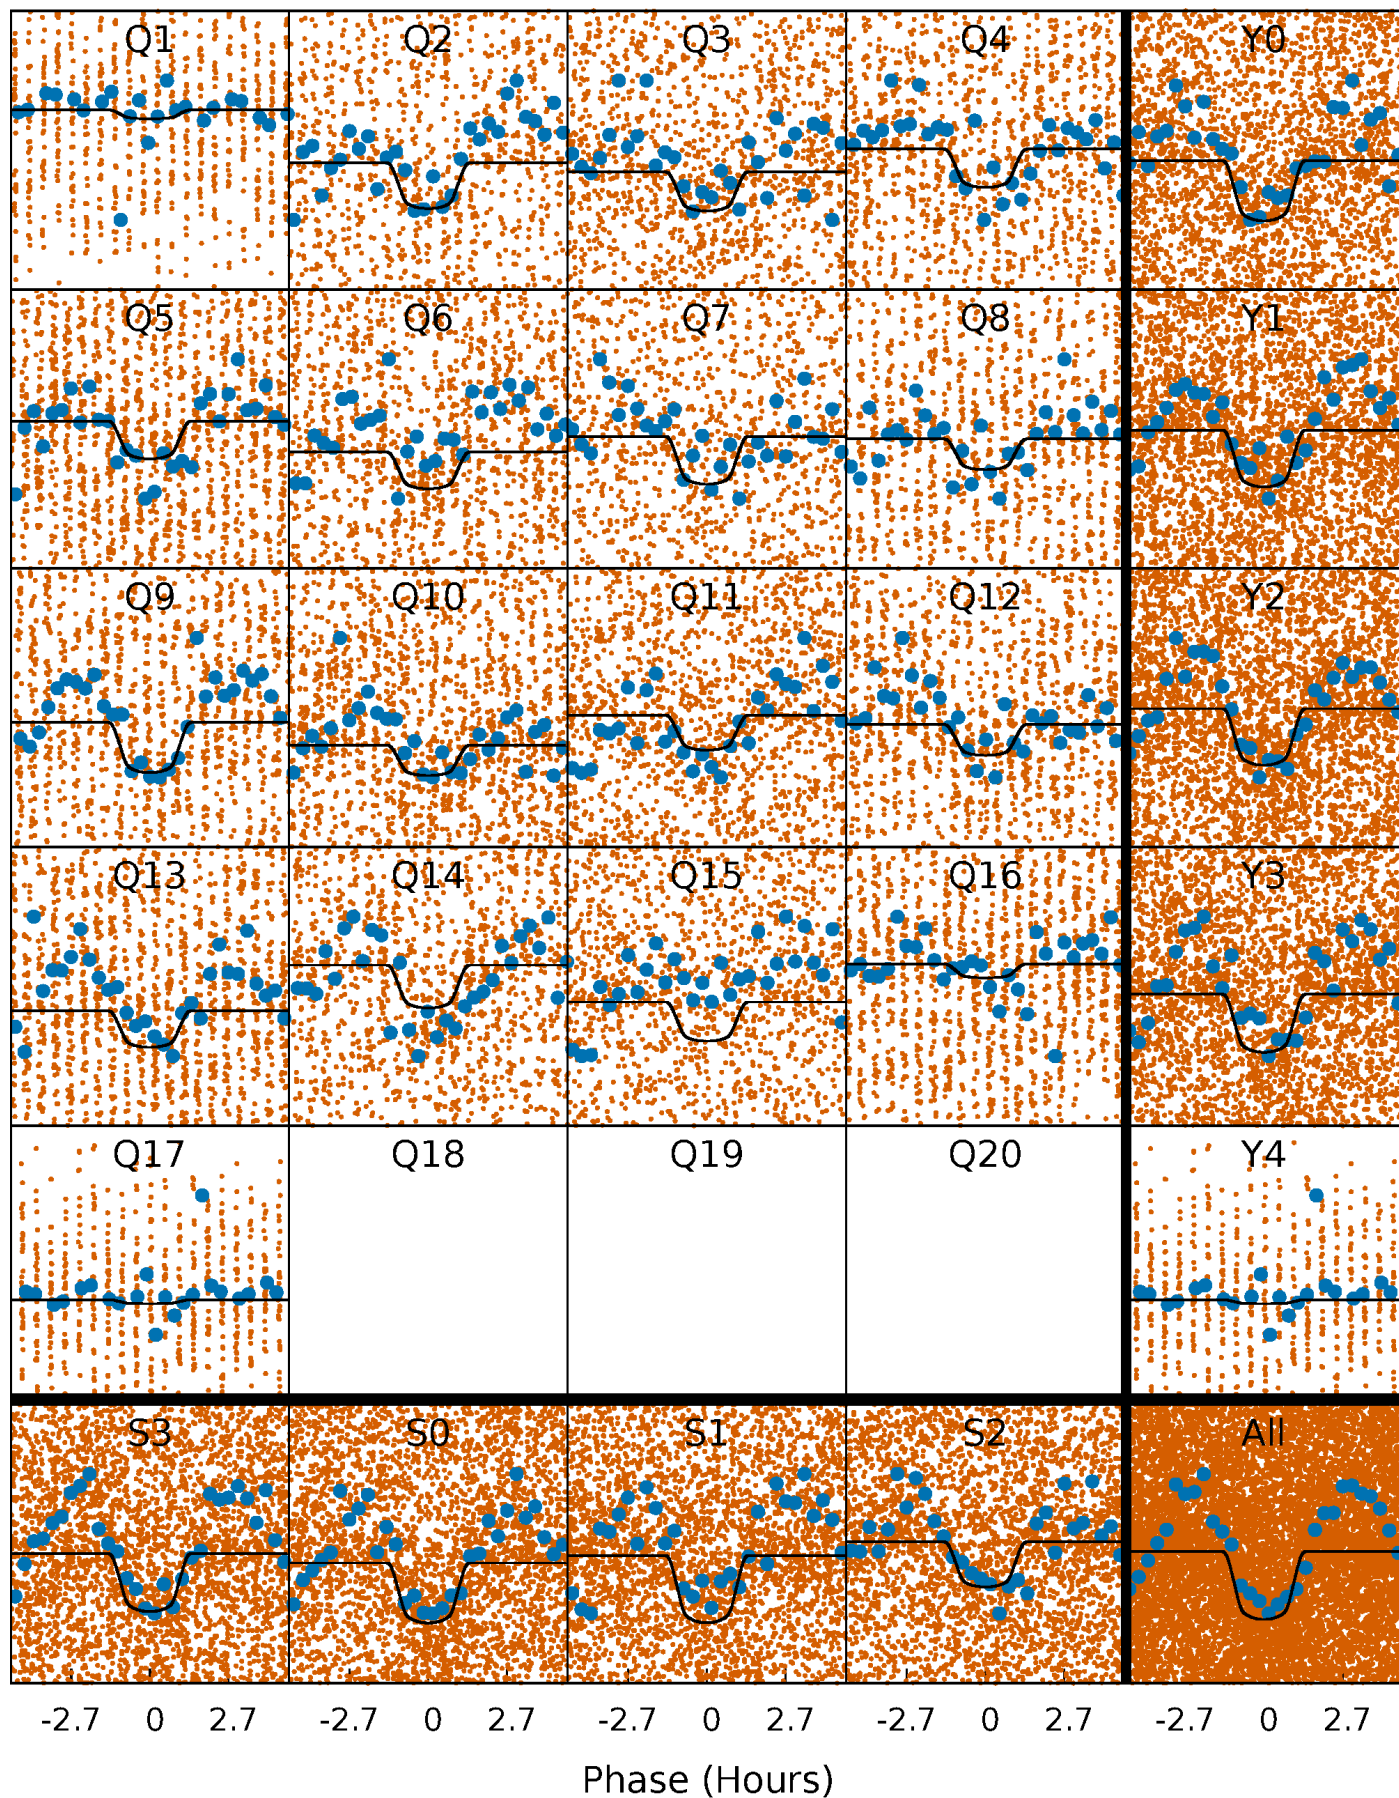 Q1 Q2 Q3 Q4 Y0
Q5 Q6 Q7 Q8 Y1
Q9 Q10 Q11 Q12 Y2
Q13 Q14 Q15 Q16 Y3
Q17 Q18 Q19 Q20 Y4
S3 S0 S1 S2 All
-2.7 0 2.7 -2.7 0 2.7 -2.7 0 2.7 -2.7 0 2.7 -2.7 0 2.7
Phase (Hours)